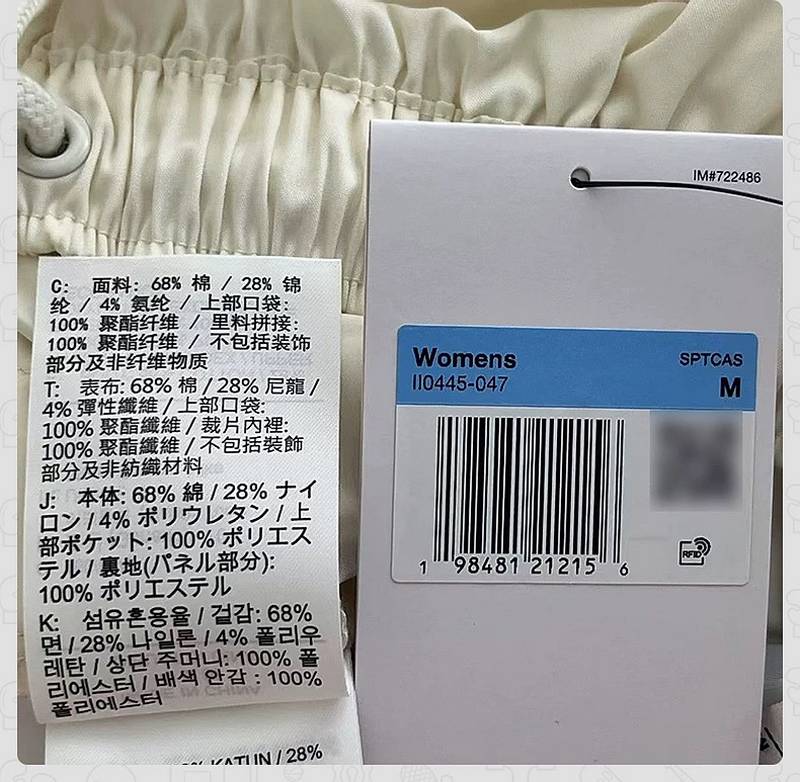 C: 面料: 68% 棉 / 28% 锦
纶 / 4% 氨纶 / 上部口袋:
100% 聚酯纤维 / 里料拼接:
100% 聚酯纤维 / 不包括装饰
部分及非纤维物质
T: 表布: 68% 棉 / 28% 尼龍 /
4% 彈性纖維 / 上部口袋:
100% 聚酯纖維 / 裁片內裡:
100% 聚酯纖維 / 不包括裝飾
部分及非紡織材料
J: 本体: 68% 綿 / 28% ナイ
ロン / 4% ポリウレタン / 上
部ポケット: 100% ポリエス
テル / 裏地(パネル部分):
100% ポリエステル
K: 섬유혼용율 / 겉감: 68%
면 / 28% 나일론 / 4% 폴리우
레탄 / 상단 주머니: 100% 폴
리에스터 / 배색 안감 : 100%
폴리에스터
KATUN / 28%
IM#722486
Womens
SPTCAS
II0445-047
M
1 98481 21215 6
RFID